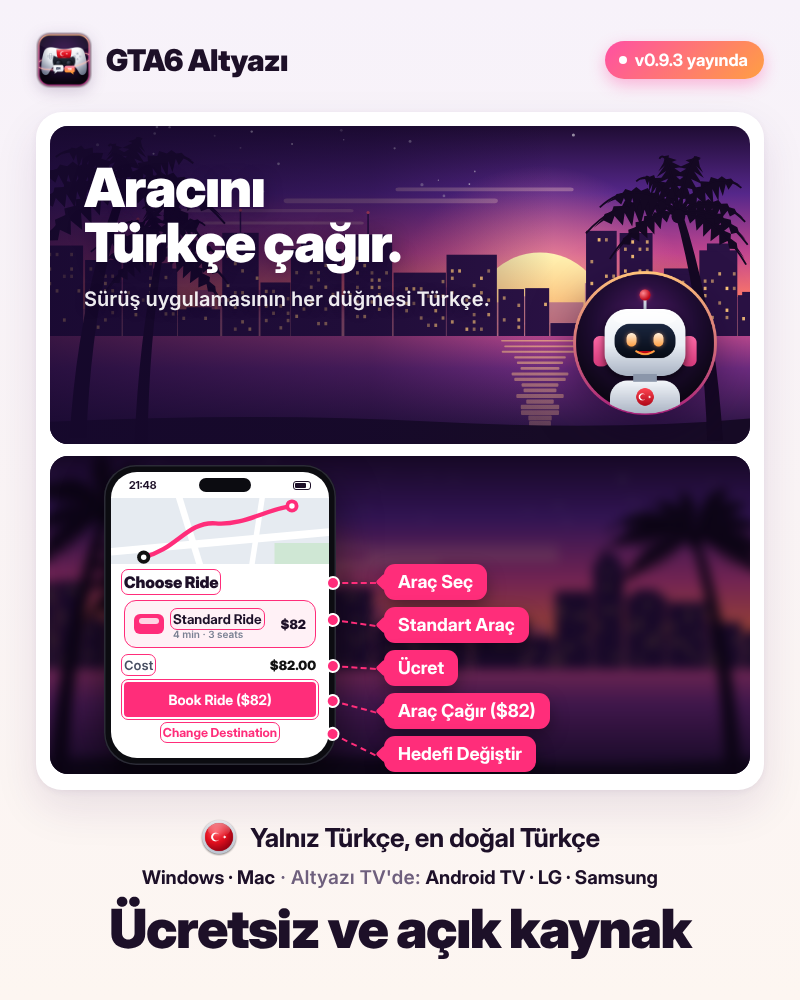 GTA6 Altyazı
v0.9.3 yayında
Aracını
Türkçe çağır.
Sürüş uygulamasının her düğmesi Türkçe.
21:48
Choose Ride
Standard Ride
4 min · 3 seats
$82
Cost
$82.00
Book Ride ($82)
Change Destination
Araç Seç
Standart Araç
Ücret
Araç Çağır ($82)
Hedefi Değiştir
Yalnız Türkçe, en doğal Türkçe
Windows · Mac · Altyazı TV'de: Android TV · LG · Samsung
Ücretsiz ve açık kaynak